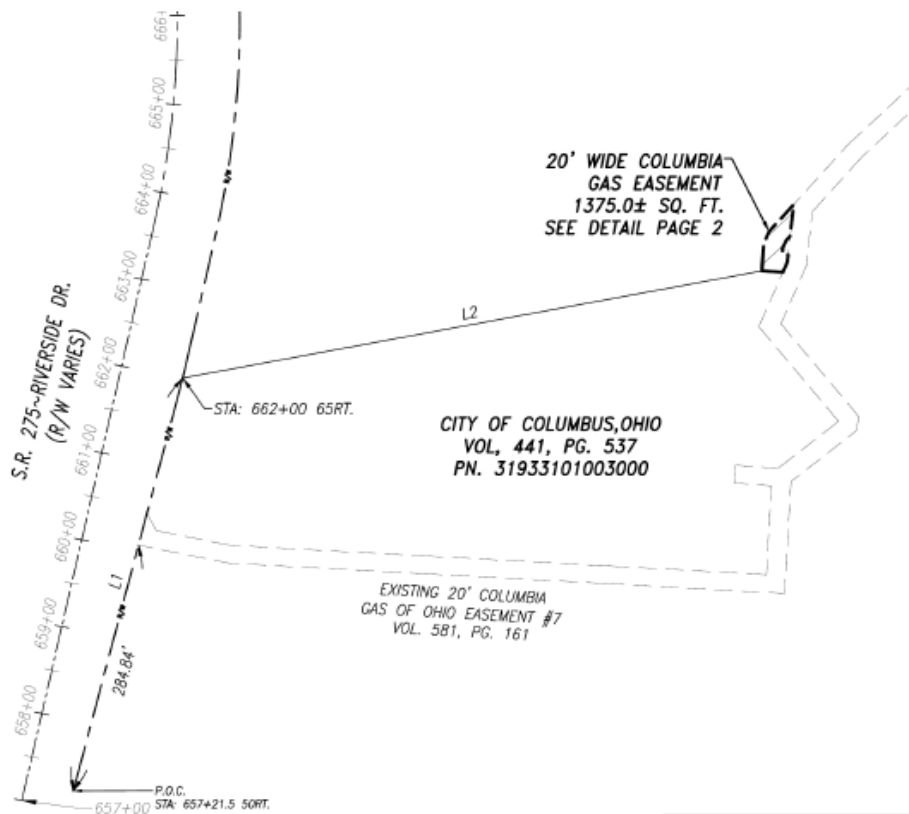 666+
665+00
664+00
663+00
662+00
661+00
660+00
659+00
658+00
657+00
S.R. 275~RIVERSIDE DR.
(R/W VARIES)
20' WIDE COLUMBIA
GAS EASEMENT
1375.0± SQ. FT.
SEE DETAIL PAGE 2
L2
STA: 662+00 65RT.
CITY OF COLUMBUS,OHIO
VOL, 441, PG. 537
PN. 31933101003000
L1
284.84'
EXISTING 20' COLUMBIA
GAS OF OHIO EASEMENT #7
VOL. 581, PG. 161
P.O.C.
STA: 657+21.5 50RT.